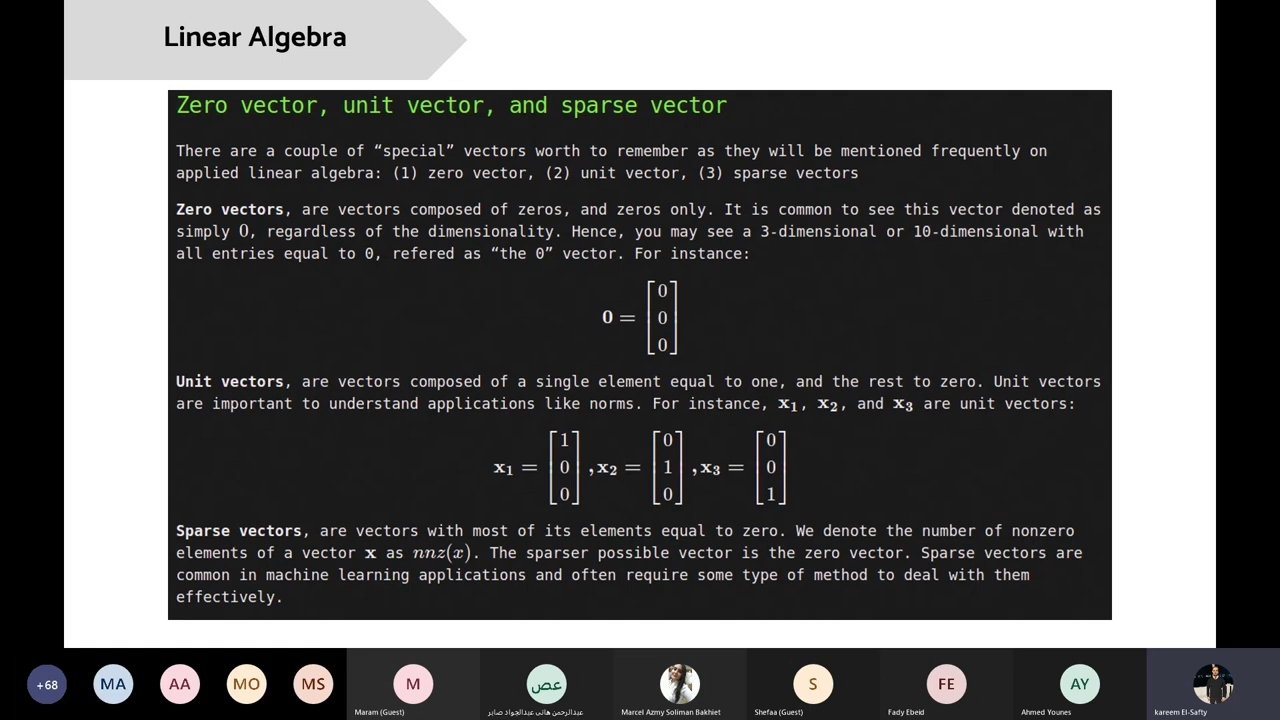 Linear Algebra
Zero vector, unit vector, and sparse vector
There are a couple of “special” vectors worth to remember as they will be mentioned frequently on
applied linear algebra: (1) zero vector, (2) unit vector, (3) sparse vectors
Zero vectors, are vectors composed of zeros, and zeros only. It is common to see this vector denoted as
simply 0, regardless of the dimensionality. Hence, you may see a 3-dimensional or 10-dimensional with
all entries equal to 0, refered as “the 0” vector. For instance:
0 = [0 0 0]
Unit vectors, are vectors composed of a single element equal to one, and the rest to zero. Unit vectors
are important to understand applications like norms. For instance, x₁, x₂, and x₃ are unit vectors:
x₁ = [1 0 0], x₂ = [0 1 0], x₃ = [0 0 1]
Sparse vectors, are vectors with most of its elements equal to zero. We denote the number of nonzero
elements of a vector x as nnz(x). The sparser possible vector is the zero vector. Sparse vectors are
common in machine learning applications and often require some type of method to deal with them
effectively.
+68 MA AA MO MS M عص S FE AY
Maram (Guest) عبدالرحمن هانى عبدالجواد صابر Marcel Azmy Soliman Bakhiet Shefaa (Guest) Fady Ebeid Ahmed Younes kareem El-Safty